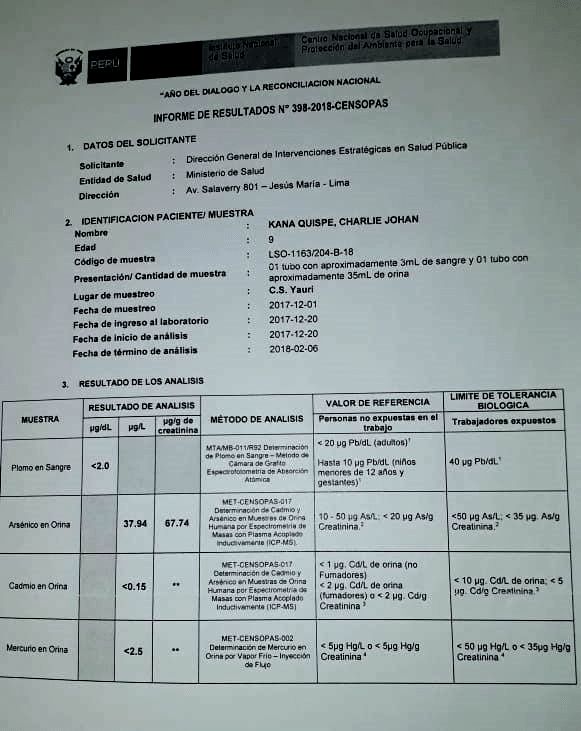 PERÚ
Instituto Nacional
de Salud
Centro Nacional de Salud Ocupacional y
Protección del Ambiente para la Salud
"AÑO DEL DIALOGO Y LA RECONCILIACION NACIONAL
INFORME DE RESULTADOS N° 398-2018-CENSOPAS
1. DATOS DEL SOLICITANTE
Solicitante : Dirección General de Intervenciones Estratégicas en Salud Pública
Entidad de Salud : Ministerio de Salud
Dirección : Av. Salaverry 801 – Jesús María - Lima
2. IDENTIFICACION PACIENTE/ MUESTRA
Nombre : KANA QUISPE, CHARLIE JOHAN
Edad : 9
Código de muestra : LSO-1163/204-B-18
Presentación/ Cantidad de muestra : 01 tubo con aproximadamente 3mL de sangre y 01 tubo con
aproximadamente 35mL de orina
Lugar de muestreo : C.S. Yauri
Fecha de muestreo : 2017-12-01
Fecha de ingreso al laboratorio : 2017-12-20
Fecha de inicio de análisis : 2017-12-20
Fecha de término de análisis : 2018-02-06
3. RESULTADO DE LOS ANALISIS
MUESTRA
RESULTADO DE ANALISIS
µg/dL
µg/L
µg/g de
creatinina
MÉTODO DE ANALISIS
VALOR DE REFERENCIA
Personas no expuestas en el
trabajo
LIMITE DE TOLERANCIA
BIOLOGICA
Trabajadores expuestos
Plomo en Sangre
<2.0
MTA/MB-011/R92 Determinación
de Plomo en Sangre – Método de
Cámara de Grafito
Espectrofotometría de Absorción
Atómica
< 20 µg Pb/dL (adultos)¹
Hasta 10 µg Pb/dL (niños
menores de 12 años y
gestantes)¹
40 µg Pb/dL¹
Arsénico en Orina
37.94
67.74
MET-CENSOPAS-017
Determinación de Cadmio y
Arsénico en Muestras de Orina
Humana por Espectrometría de
Masas con Plasma Acoplado
Inductivamente (ICP-MS).
10 - 50 µg As/L; < 20 µg As/g
Creatinina.²
<50 µg As/L; < 35 µg. As/g
Creatinina.²
Cadmio en Orina
<0.15
**
MET-CENSOPAS-017
Determinación de Cadmio y
Arsénico en Muestras de Orina
Humana por Espectrometría de
Masas con Plasma Acoplado
Inductivamente (ICP-MS)
< 1 µg. Cd/L de orina (no
Fumadores)
< 2 µg. Cd/L de orina
(fumadores) o < 2 µg. Cd/g
Creatinina ³
< 10 µg. Cd/L de orina; < 5
µg. Cd/g Creatinina.³
Mercurio en Orina
<2.5
**
MET-CENSOPAS-002
Determinación de Mercurio en
Orina por Vapor Frío – Inyección
de Flujo
< 5µg Hg/L o < 5µg Hg/g
Creatinina ⁴
< 50 µg Hg/L o < 35µg Hg/g
Creatinina ⁴